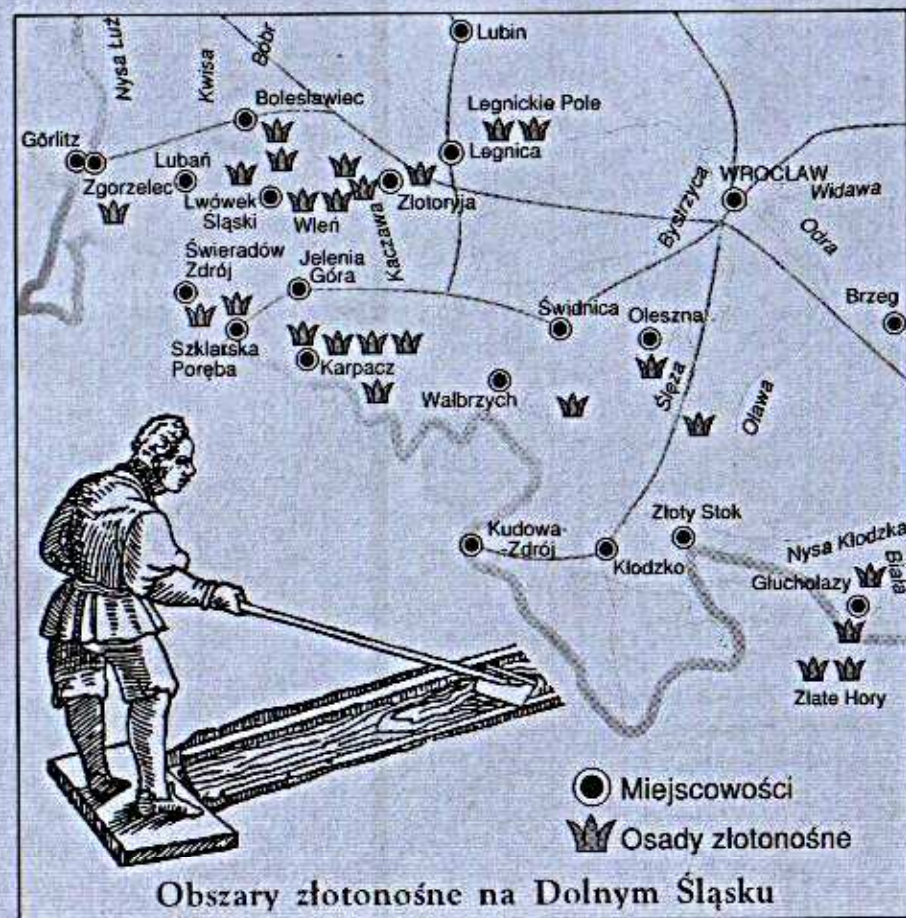 Lubin
Nysa Łuż
Kwisa
Bóbr
Bolesławiec
Legnickie Pole
Görlitz
Zgorzelec
Lubań
Legnica
Złotoryja
Lwówek
Śląski
Wleń
Kaczawa
Bystrzyca
WROCŁAW
Widawa
Odra
Świeradów
Zdrój
Jelenia
Góra
Świdnica
Oleszna
Brzeg
Szklarska
Poręba
Karpacz
Wałbrzych
Ślęza
Oława
Kudowa-
-Zdrój
Kłodzko
Złoty Stok
Nysa Kłodzka
Biała
Głuchołazy
Zlate Hory
Miejscowości
Osady złotonośne
Obszary złotonośne na Dolnym Śląsku